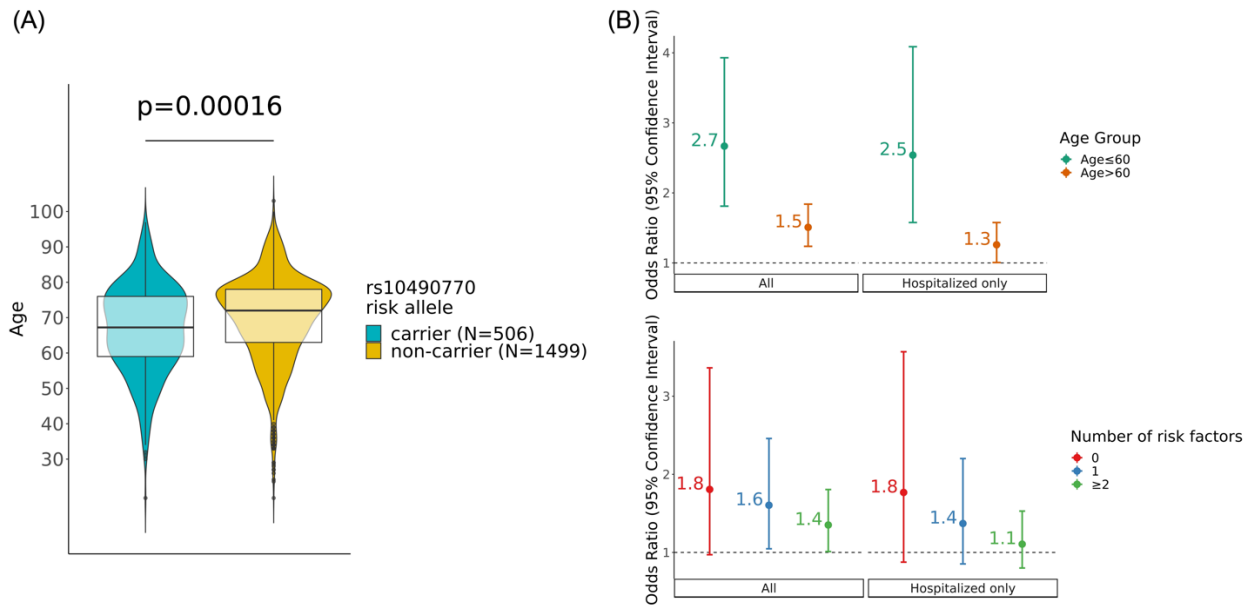 (A)
p=0.00016
Age
100
90
80
70
60
50
40
30
rs10490770
risk allele
carrier (N=506)
non-carrier (N=1499)
(B)
Odds Ratio (95% Confidence Interval)
4
3
2
1
2.7
1.5
2.5
1.3
All
Hospitalized only
Age Group
Age≤60
Age>60
Odds Ratio (95% Confidence Interval)
3
2
1
1.8
1.6
1.4
1.8
1.4
1.1
All
Hospitalized only
Number of risk factors
0
1
≥2